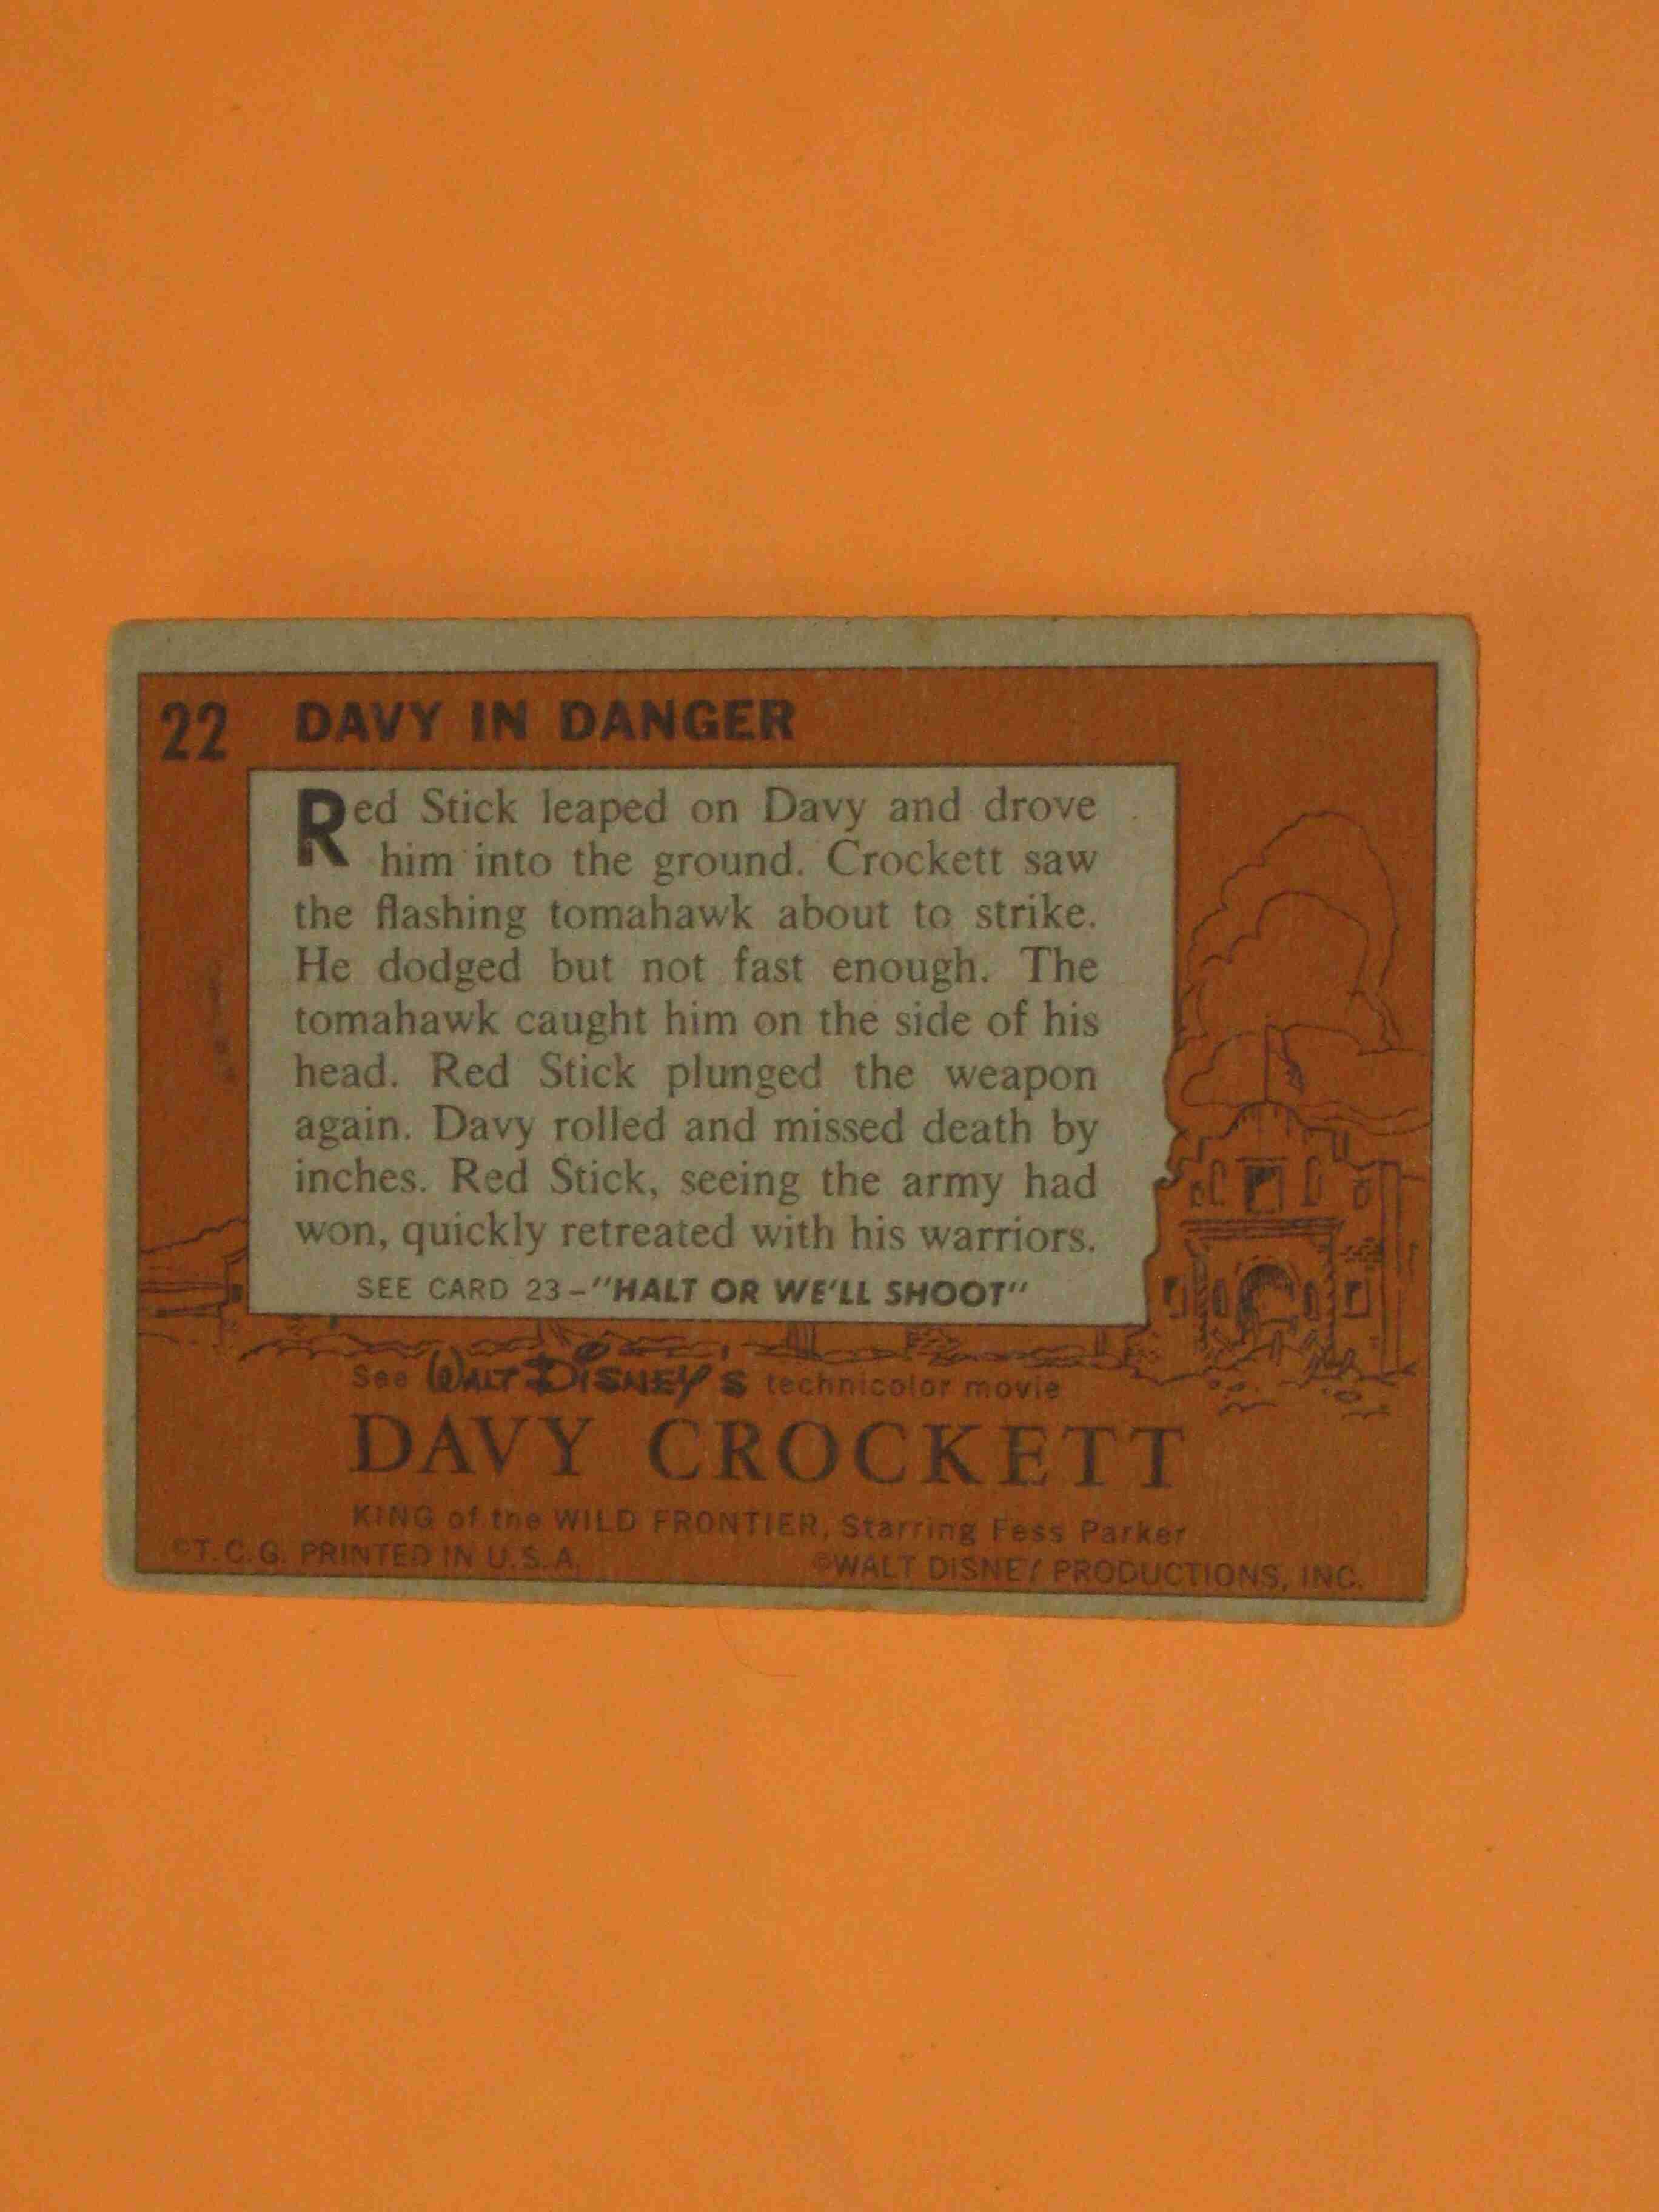 22 DAVY IN DANGER
Red Stick leaped on Davy and drove
him into the ground. Crockett saw
the flashing tomahawk about to strike.
He dodged but not fast enough. The
tomahawk caught him on the side of his
head. Red Stick plunged the weapon
again. Davy rolled and missed death by
inches. Red Stick, seeing the army had
won, quickly retreated with his warriors.
SEE CARD 23-"HALT OR WE'LL SHOOT"
See WALT DISNEY'S technicolor movie
DAVY CROCKETT
KING of the WILD FRONTIER, Starring Fess Parker
©T.C.G. PRINTED IN U.S.A. ©WALT DISNEY PRODUCTIONS, INC.